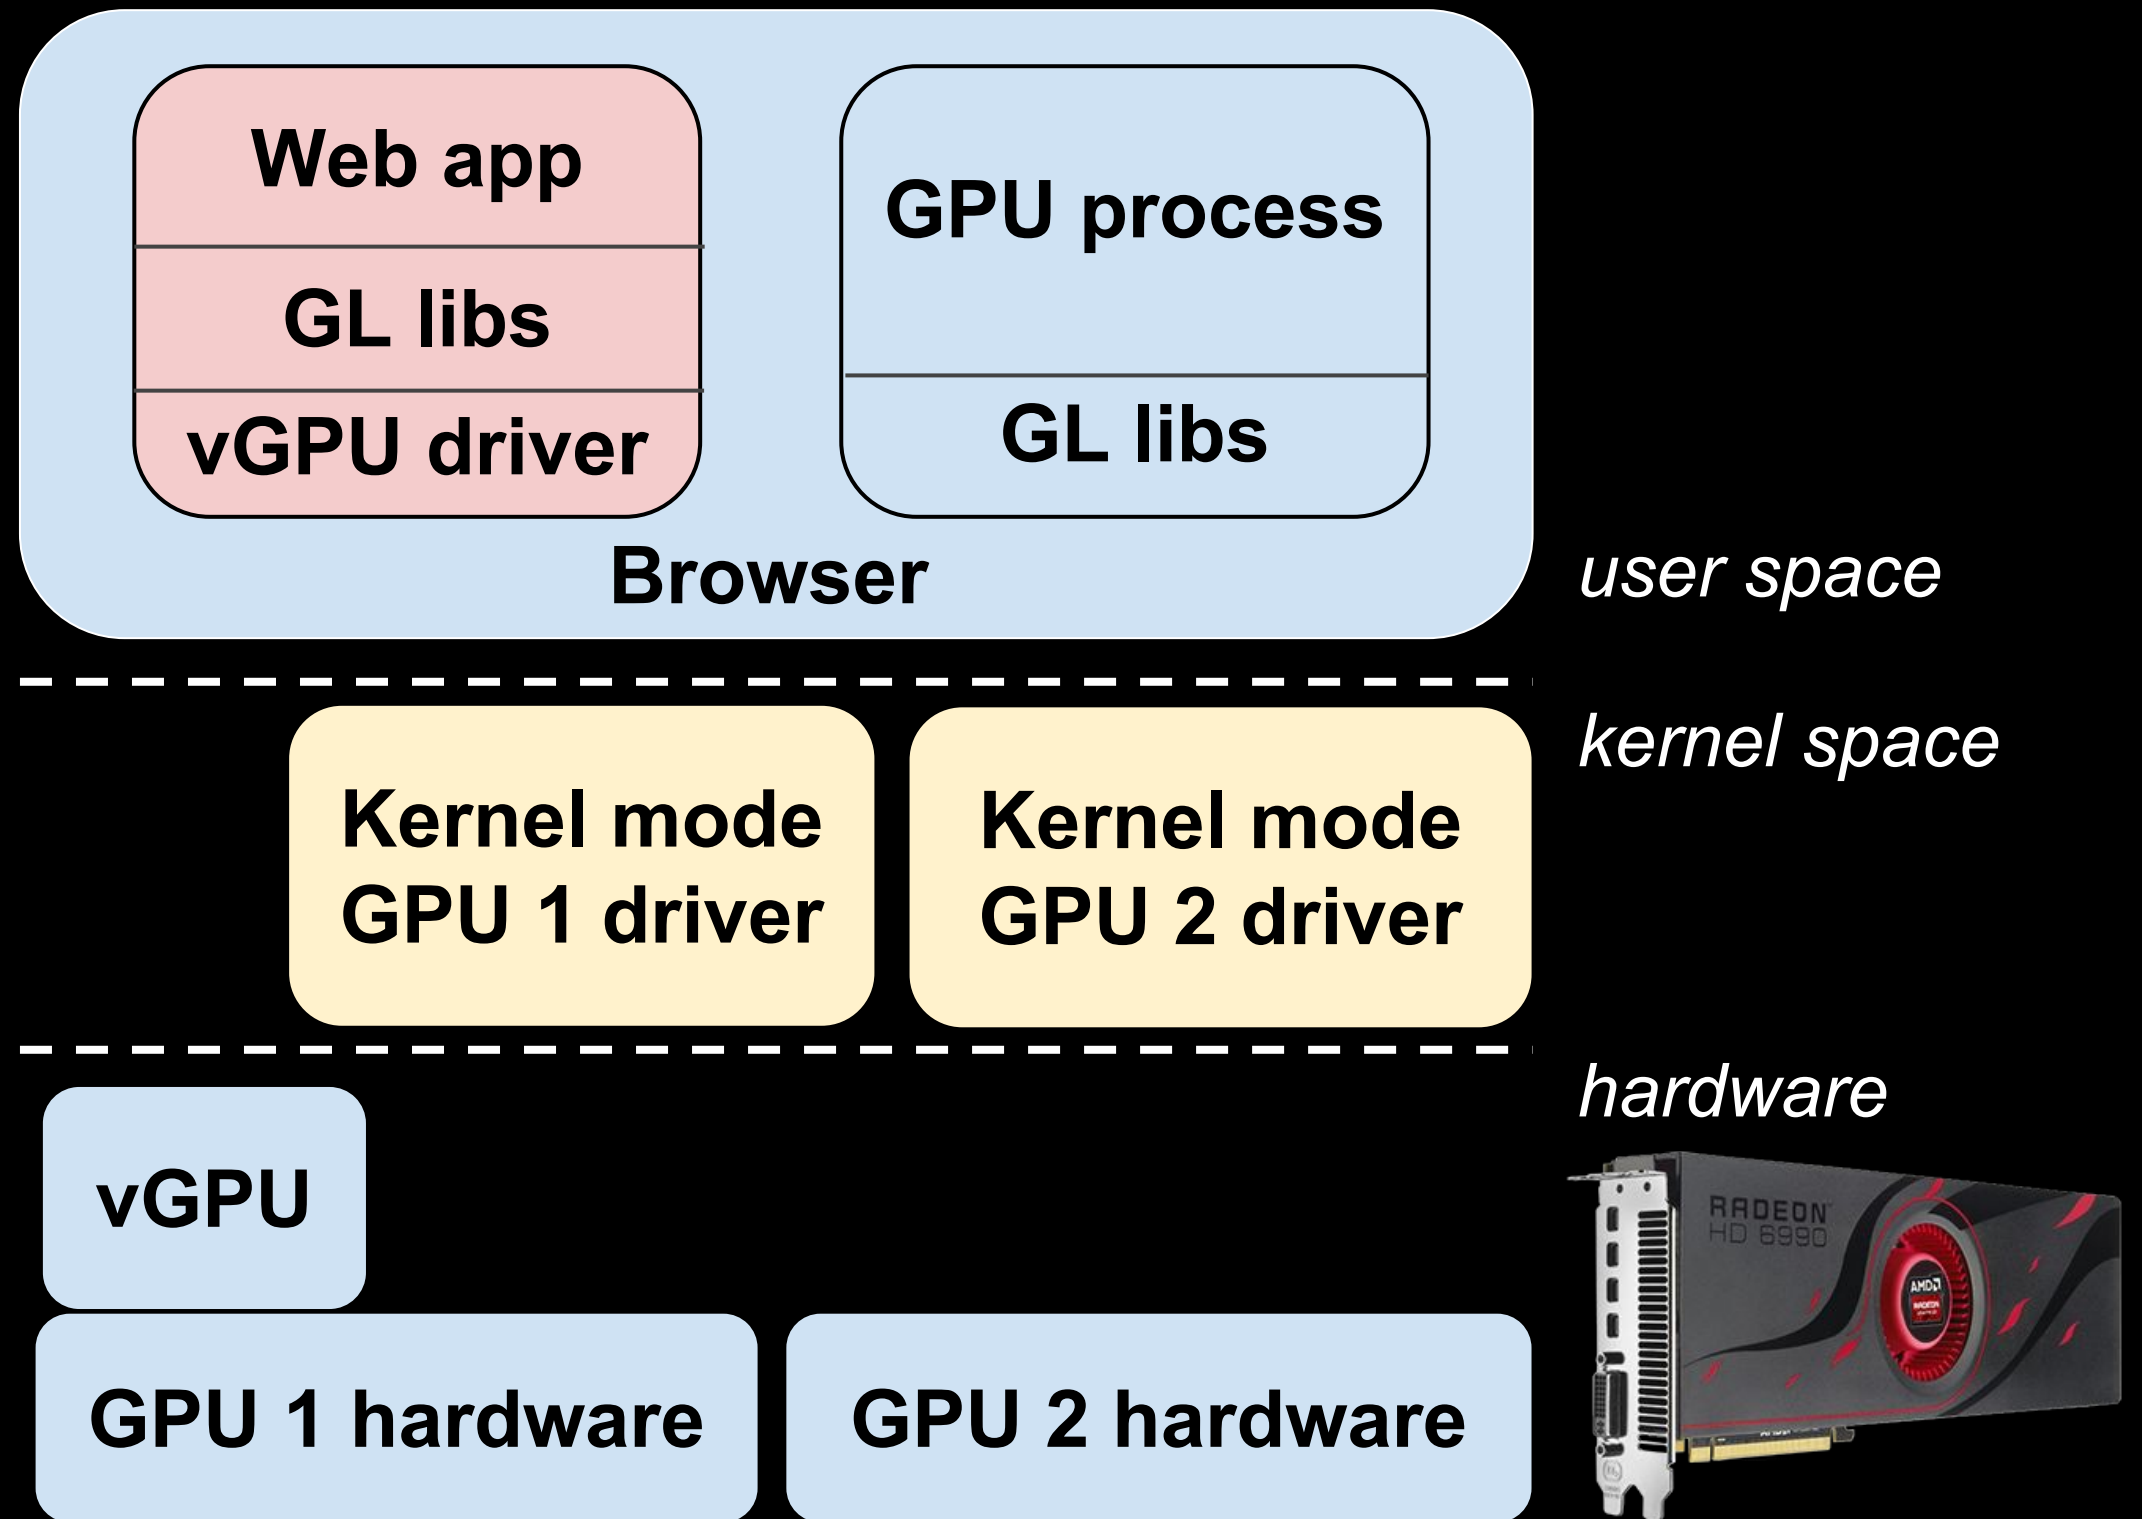 Web app
GL libs
vGPU driver
GPU process
GL libs
Browser
user space
kernel space
Kernel mode
GPU 1 driver
Kernel mode
GPU 2 driver
hardware
vGPU
GPU 1 hardware
GPU 2 hardware
RADEON
HD 6990
AMD
RADEON